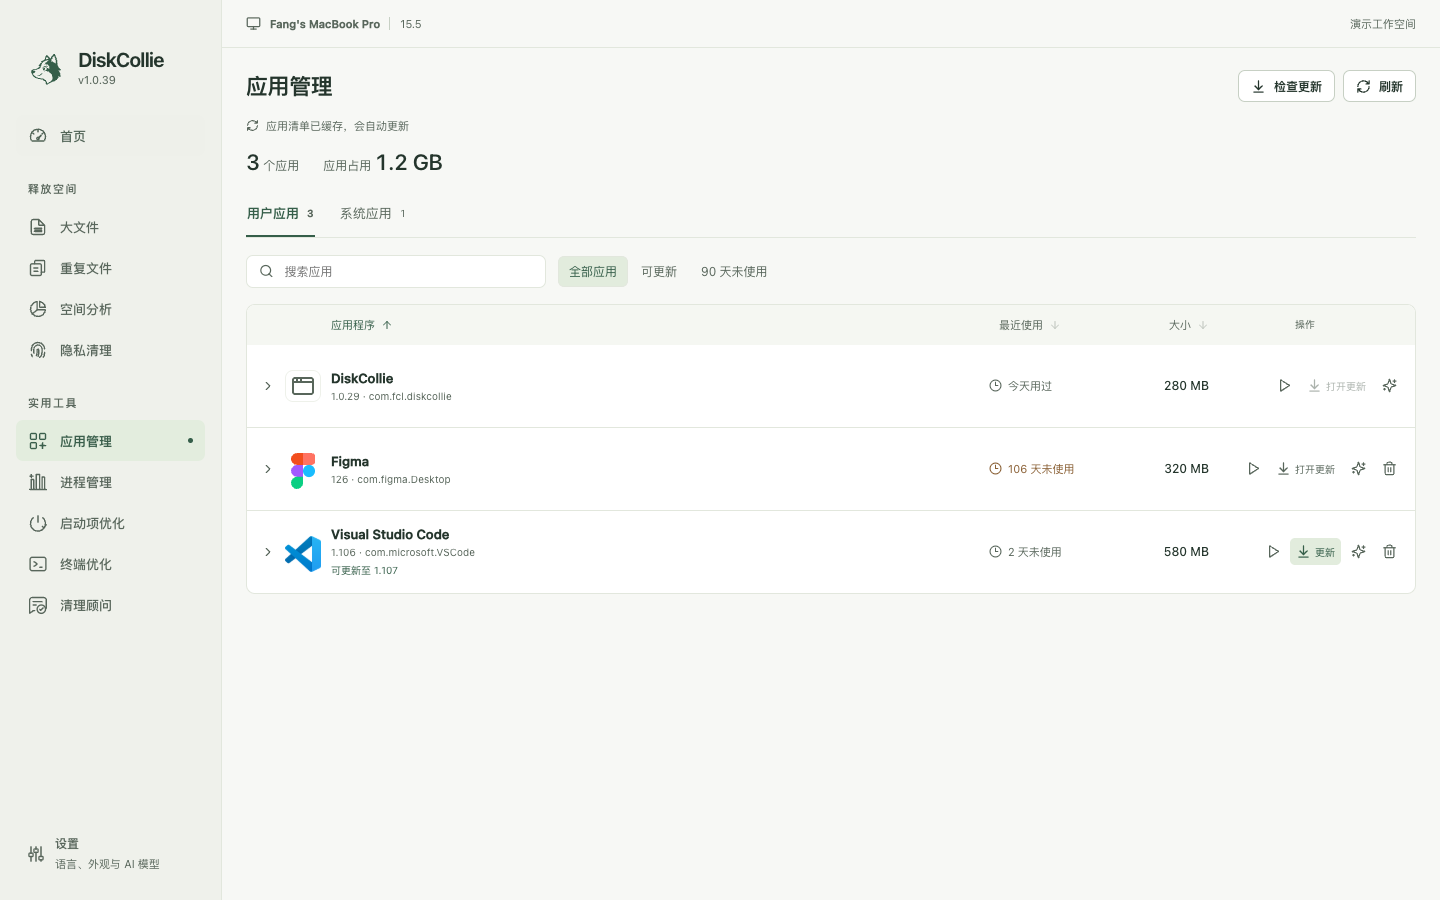 DiskCollie
v1.0.39
首页
释放空间
大文件
重复文件
空间分析
隐私清理
实用工具
应用管理
进程管理
启动项优化
终端优化
清理顾问
设置
语言、外观与 AI 模型
Fang's MacBook Pro 15.5
演示工作空间
应用管理
检查更新 刷新
应用清单已缓存，会自动更新
3 个应用 应用占用 1.2 GB
用户应用 3 系统应用 1
搜索应用 全部应用 可更新 90 天未使用
应用程序 ↑ 最近使用 ↓ 大小 ↓ 操作
DiskCollie
1.0.29 · com.fcl.diskcollie
今天用过 280 MB 打开更新
Figma
126 · com.figma.Desktop
106 天未使用 320 MB 打开更新
Visual Studio Code
1.106 · com.microsoft.VSCode
可更新至 1.107
2 天未使用 580 MB 更新